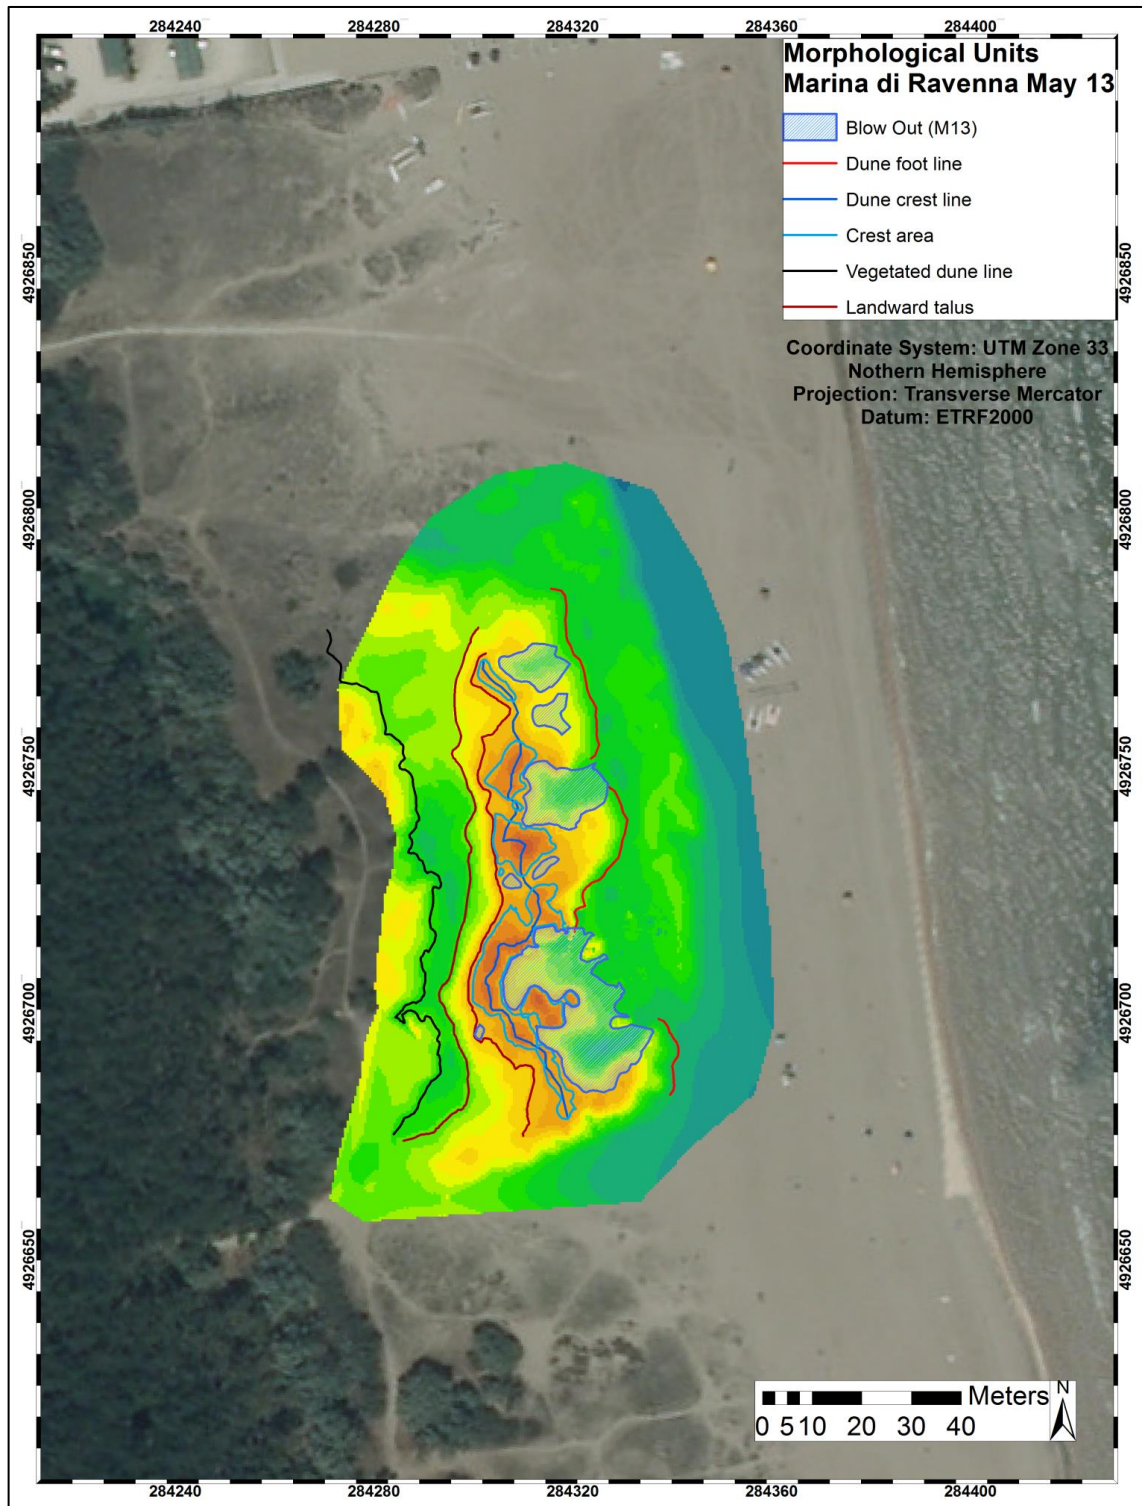 284240 284280 284320 284360 284400
Morphological Units
Marina di Ravenna May 13
Blow Out (M13)
Dune foot line
Dune crest line
Crest area
Vegetated dune line
Landward talus
Coordinate System: UTM Zone 33
Nothern Hemisphere
Projection: Transverse Mercator
Datum: ETRF2000
4926850 4926850
4926800 4926800
4926750 4926750
4926700 4926700
4926650 4926650
Meters N
0 5 10 20 30 40
284240 284280 284320 284360 284400